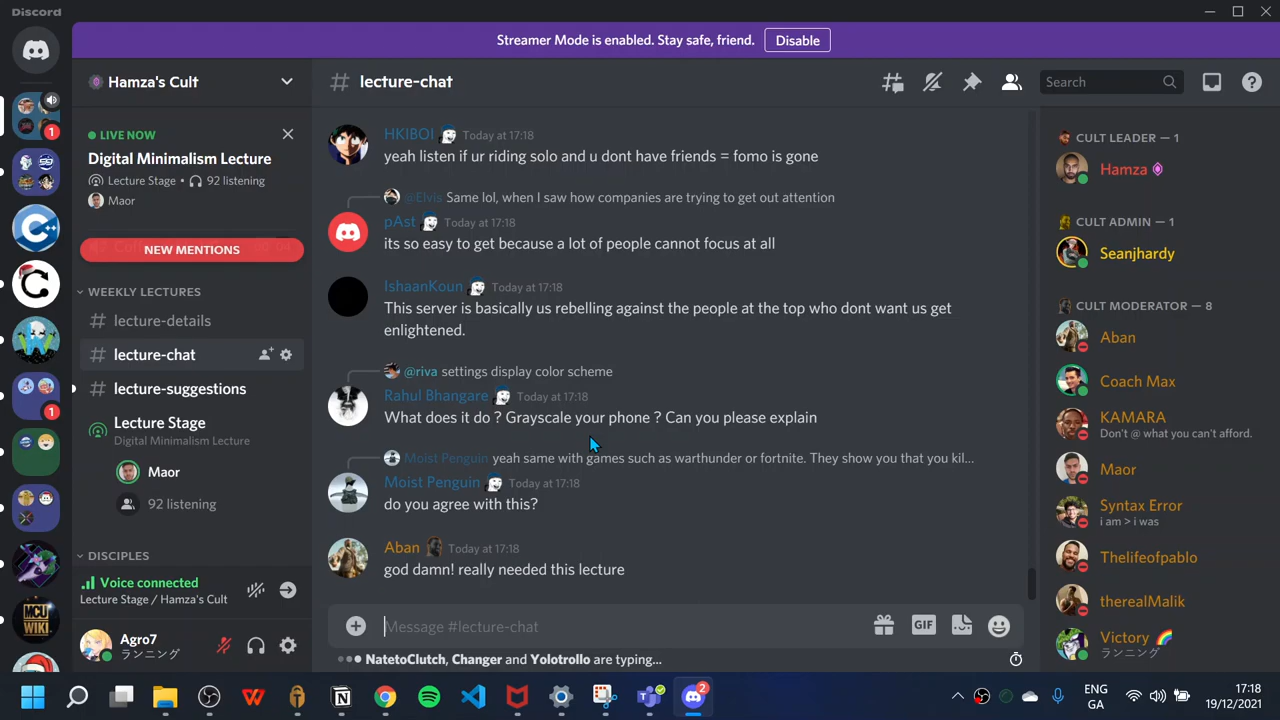 Discord
Streamer Mode is enabled. Stay safe, friend.
Disable
Hamza's Cult
LIVE NOW
Digital Minimalism Lecture
Lecture Stage • 92 listening
Maor
NEW MENTIONS
WEEKLY LECTURES
# lecture-details
# lecture-chat
# lecture-suggestions
Lecture Stage
Digital Minimalism Lecture
Maor
92 listening
DISCIPLES
Voice connected
Lecture Stage / Hamza's Cult
Agro7
ランニング
# lecture-chat
Search
HKIBOI Today at 17:18
yeah listen if ur riding solo and u dont have friends = fomo is gone
@Elvis Same lol, when I saw how companies are trying to get out attention
pAst Today at 17:18
its so easy to get because a lot of people cannot focus at all
IshaanKoun Today at 17:18
This server is basically us rebelling against the people at the top who dont want us get
enlightened.
@riva settings display color scheme
Rahul Bhangare Today at 17:18
What does it do ? Grayscale your phone ? Can you please explain
Moist Penguin yeah same with games such as warthunder or fortnite. They show you that you kil...
Moist Penguin Today at 17:18
do you agree with this?
Aban Today at 17:18
god damn! really needed this lecture
Message #lecture-chat
GIF
NatetoClutch, Changer and Yolotrollo are typing...
CULT LEADER — 1
Hamza
CULT ADMIN — 1
Seanjhardy
CULT MODERATOR — 8
Aban
Coach Max
KAMARA
Don't @ what you can't afford.
Maor
Syntax Error
i am > i was
Thelifeofpablo
therealMalik
Victory 🌈
ランニング
1
1
MCU
WIKI
2
ENG
GA
17:18
19/12/2021